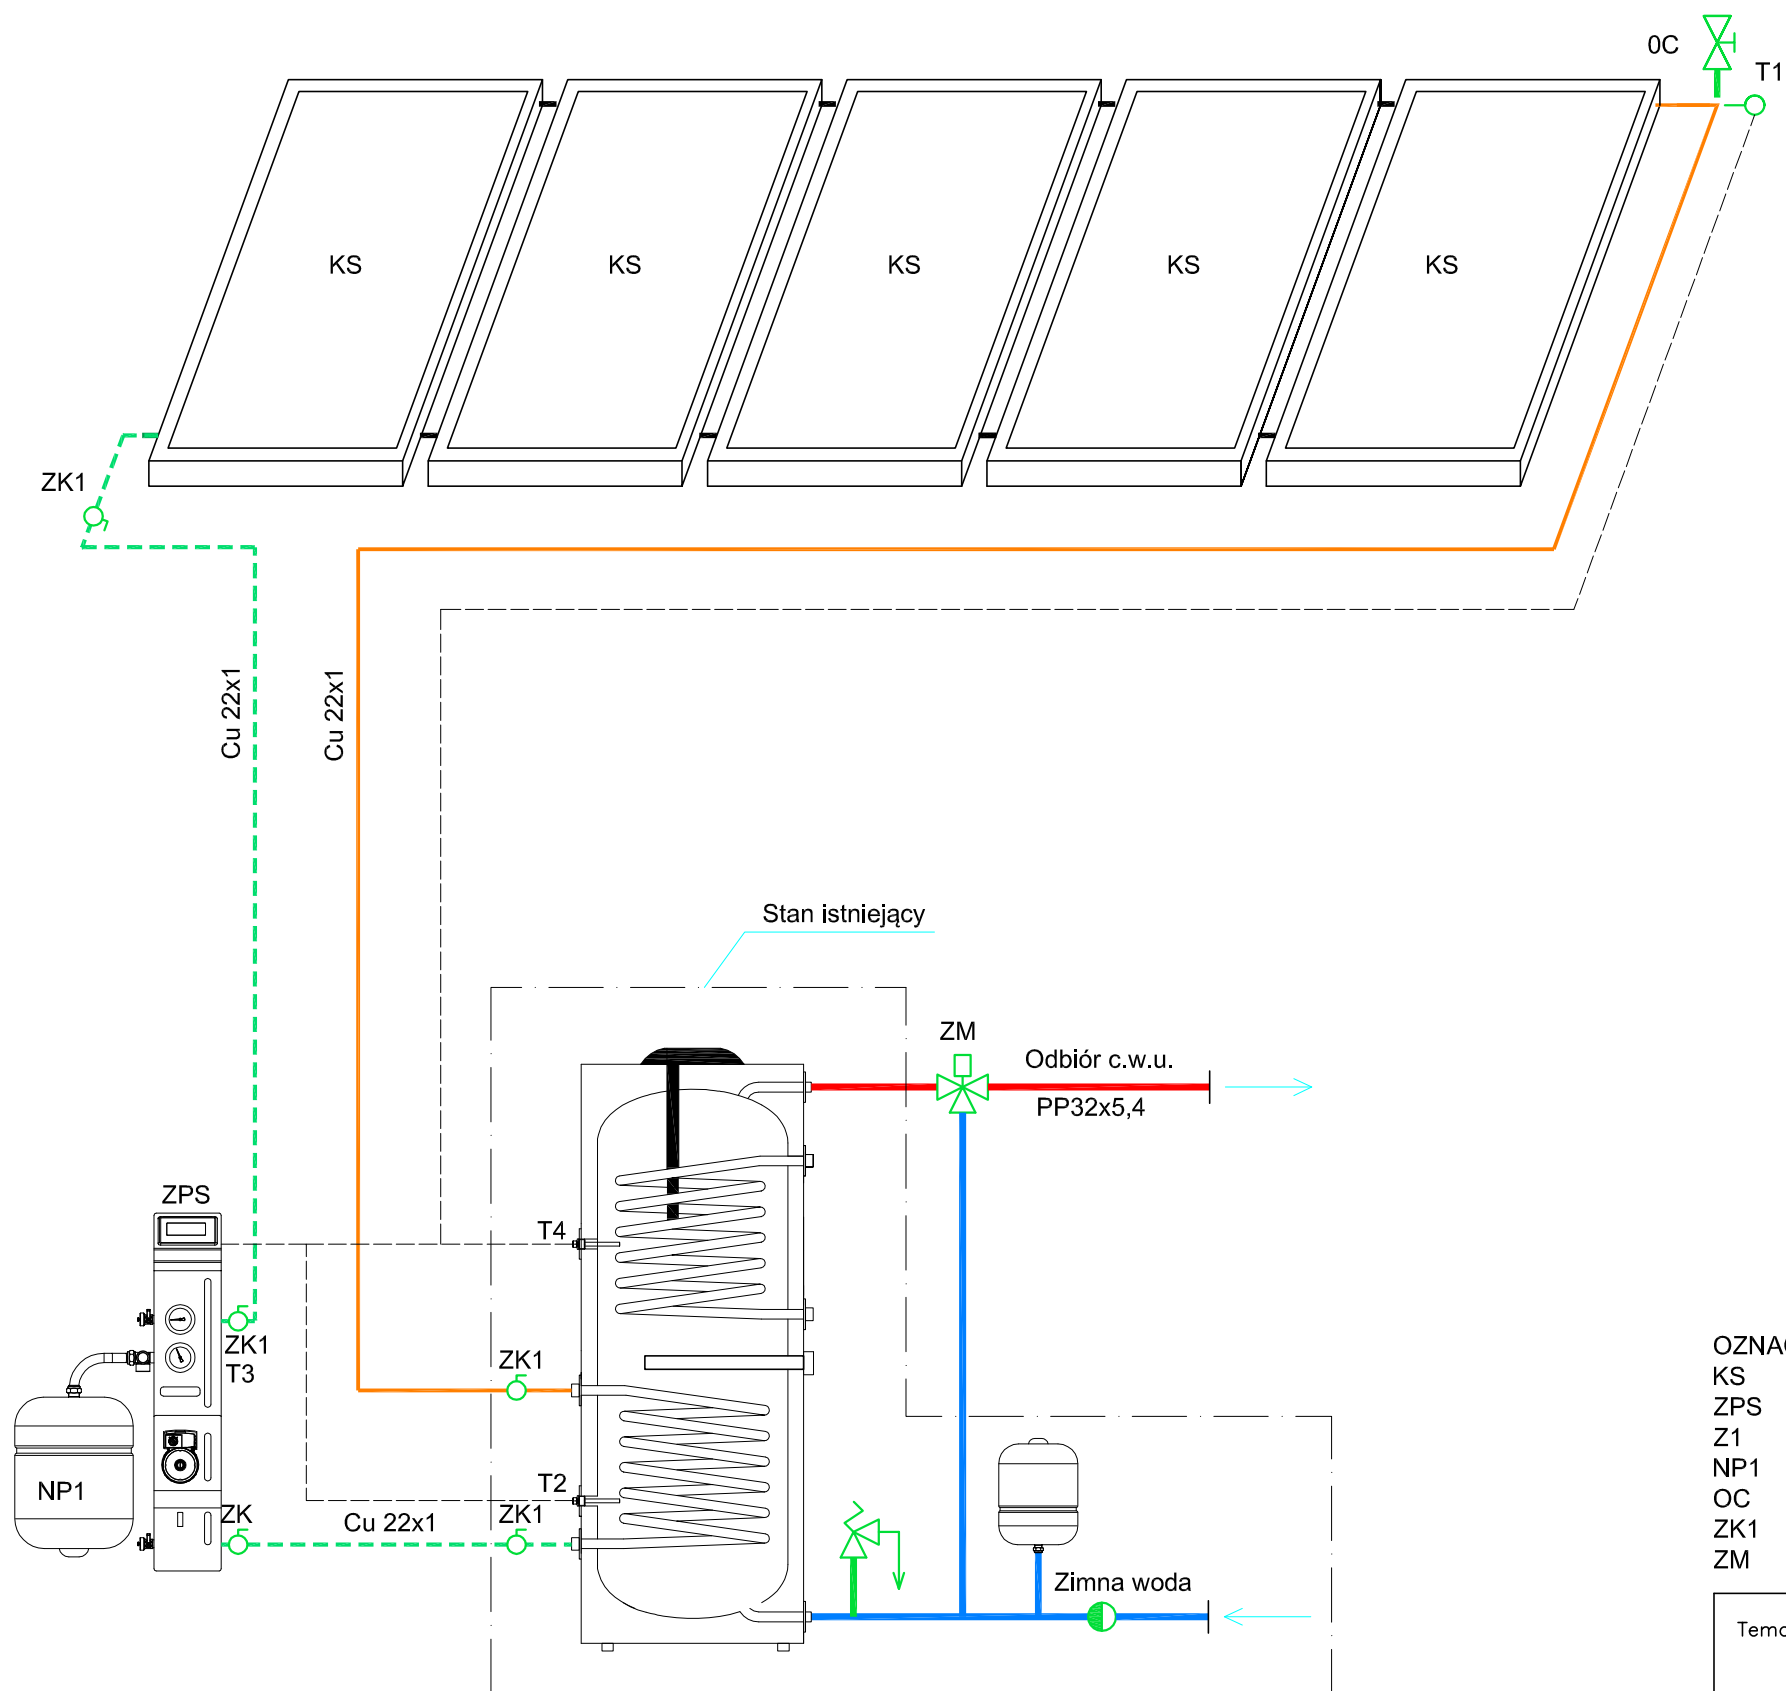 0C
T1
KS
KS
KS
KS
KS
ZK1
Cu 22x1
Cu 22x1
Stan istniejący
ZM
Odbiór c.w.u.
PP32x5,4
ZPS
T4
ZK1
T3
ZK1
NP1
T2
ZK
Cu 22x1
ZK1
Zimna woda
KS
ZPS
Z1
NP1
OC
ZK1
ZM